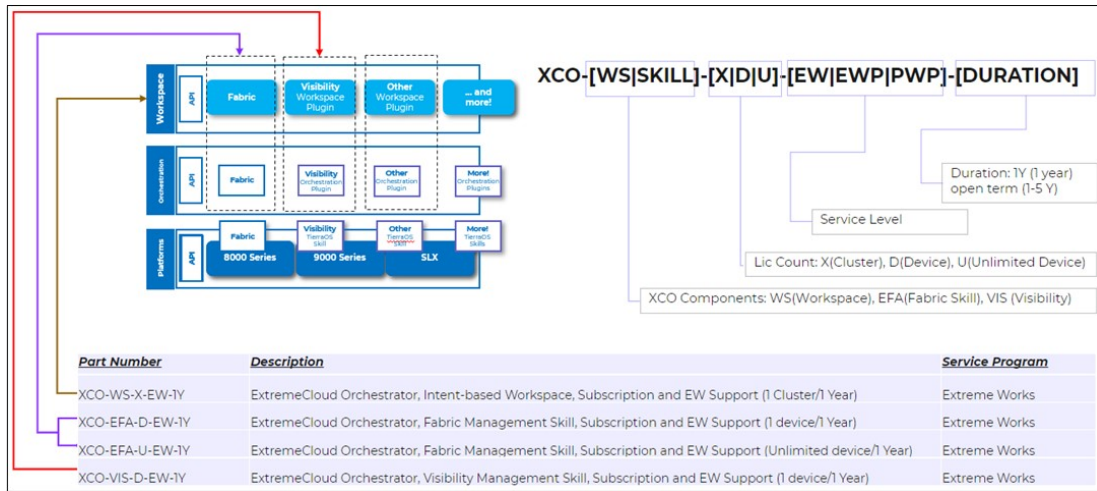 XCO-[WS|SKILL]-[X|D|U]-[EW|EWP|PWP]-[DURATION]
Workspace
API
Fabric
Visibility
Workspace
Plugin
Other
Workspace
Plugin
... and
more!
Orchestration
API
Fabric
Visibility
Orchestration
Plugin
Other
Orchestration
Plugin
More!
Orchestration
Plugins
Platforms
API
Fabric
Visibility
TierraOS
Skill
Other
TierraOS
Skill
More!
TierraOS
Skills
8000 Series
9000 Series
SLX
Duration: 1Y (1 year)
open term (1-5 Y)
Service Level
Lic Count: X(Cluster), D(Device), U(Unlimited Device)
XCO Components: WS(Workspace), EFA(Fabric Skill), VIS (Visibility)
Part Number Description Service Program
XCO-WS-X-EW-1Y ExtremeCloud Orchestrator, Intent-based Workspace, Subscription and EW Support (1 Cluster/1 Year) Extreme Works
XCO-EFA-D-EW-1Y ExtremeCloud Orchestrator, Fabric Management Skill, Subscription and EW Support (1 device/1 Year) Extreme Works
XCO-EFA-U-EW-1Y ExtremeCloud Orchestrator, Fabric Management Skill, Subscription and EW Support (Unlimited device/1 Year) Extreme Works
XCO-VIS-D-EW-1Y ExtremeCloud Orchestrator, Visibility Management Skill, Subscription and EW Support (1 device/1 Year) Extreme Works